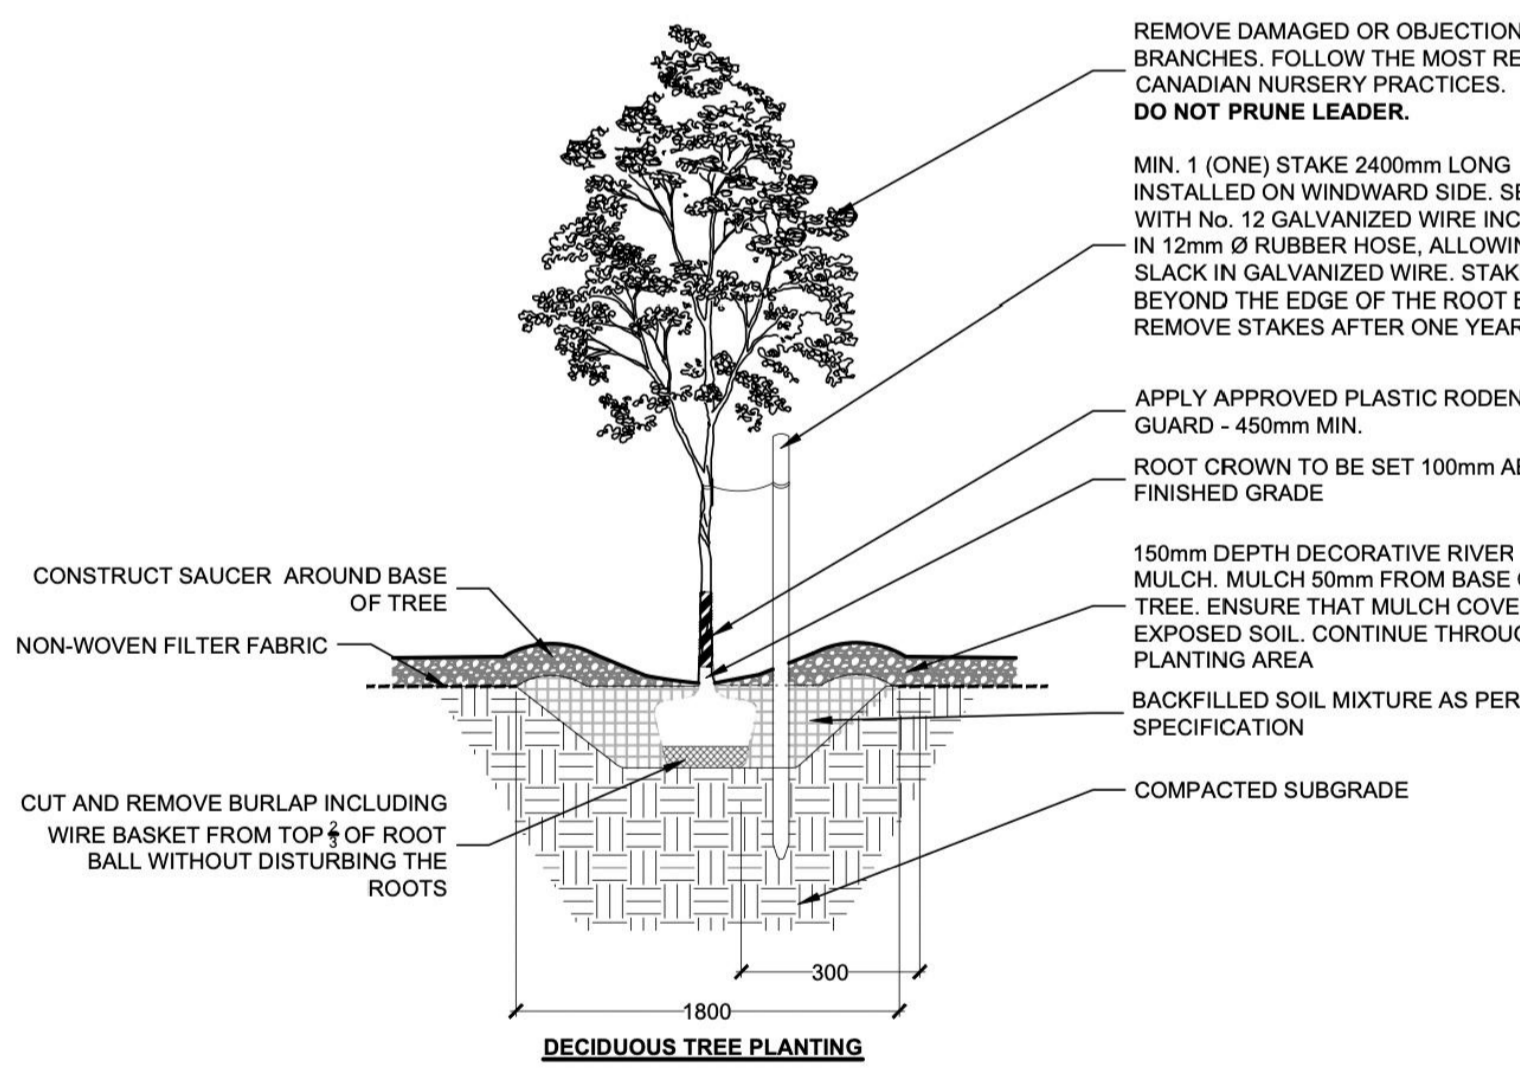 REMOVE DAMAGED OR OBJECTION
BRANCHES. FOLLOW THE MOST RE
CANADIAN NURSERY PRACTICES.
DO NOT PRUNE LEADER.
MIN. 1 (ONE) STAKE 2400mm LONG
INSTALLED ON WINDWARD SIDE. SE
WITH No. 12 GALVANIZED WIRE INC
IN 12mm Ø RUBBER HOSE, ALLOWIN
SLACK IN GALVANIZED WIRE. STAK
BEYOND THE EDGE OF THE ROOT B
REMOVE STAKES AFTER ONE YEAR
APPLY APPROVED PLASTIC RODEN
GUARD - 450mm MIN.
ROOT CROWN TO BE SET 100mm AB
FINISHED GRADE
150mm DEPTH DECORATIVE RIVER
MULCH. MULCH 50mm FROM BASE O
TREE. ENSURE THAT MULCH COVE
EXPOSED SOIL. CONTINUE THROUG
PLANTING AREA
BACKFILLED SOIL MIXTURE AS PER
SPECIFICATION
COMPACTED SUBGRADE
CONSTRUCT SAUCER AROUND BASE
OF TREE
NON-WOVEN FILTER FABRIC
CUT AND REMOVE BURLAP INCLUDING
WIRE BASKET FROM TOP 2/3 OF ROOT
BALL WITHOUT DISTURBING THE
ROOTS
300
1800
DECIDUOUS TREE PLANTING